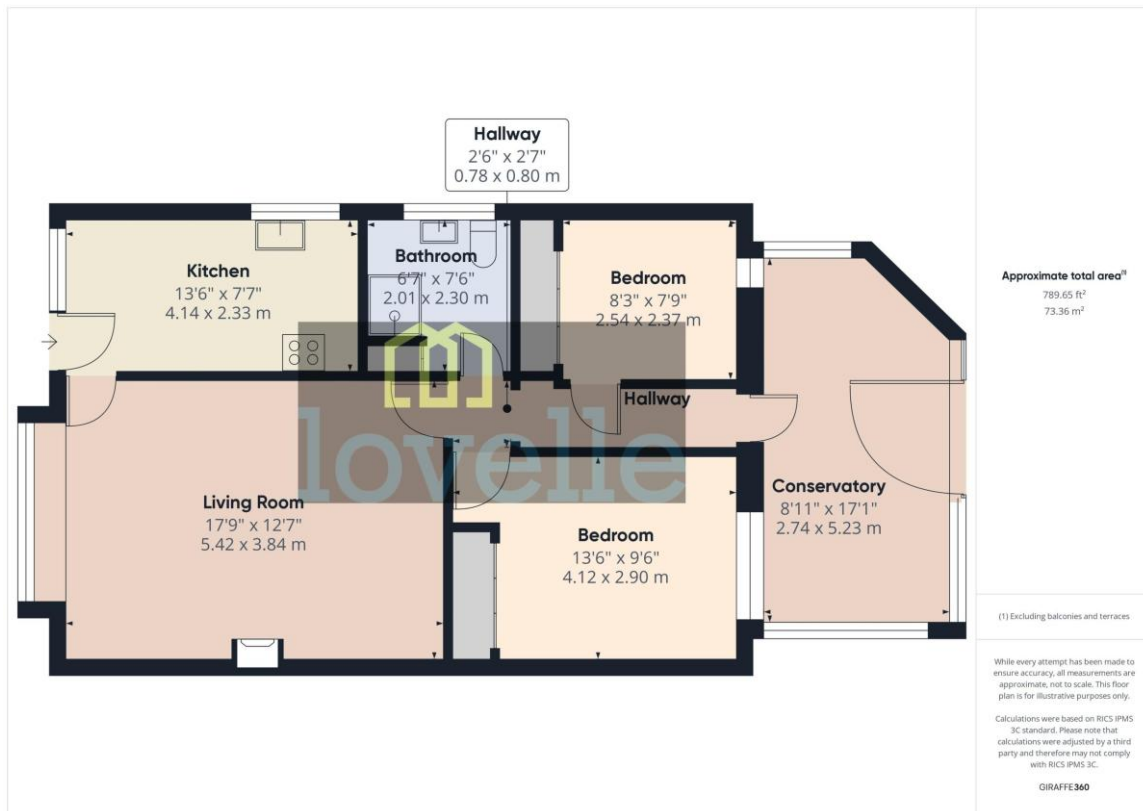 Hallway
2'6" x 2'7"
0.78 x 0.80 m
Kitchen
13'6" x 7'7"
4.14 x 2.33 m
Bathroom
6'7" x 7'6"
2.01 x 2.30 m
Bedroom
8'3" x 7'9"
2.54 x 2.37 m
Hallway
lovelle
Living Room
17'9" x 12'7"
5.42 x 3.84 m
Bedroom
13'6" x 9'6"
4.12 x 2.90 m
Conservatory
8'11" x 17'1"
2.74 x 5.23 m
Approximate total area(1)
789.65 ft²
73.36 m²
(1) Excluding balconies and terraces
While every attempt has been made to
ensure accuracy, all measurements are
approximate, not to scale. This floor
plan is for illustrative purposes only.
Calculations were based on RICS IPMS
3C standard. Please note that
calculations were adjusted by a third
party and therefore may not comply
with RICS IPMS 3C.
GIRAFFE360